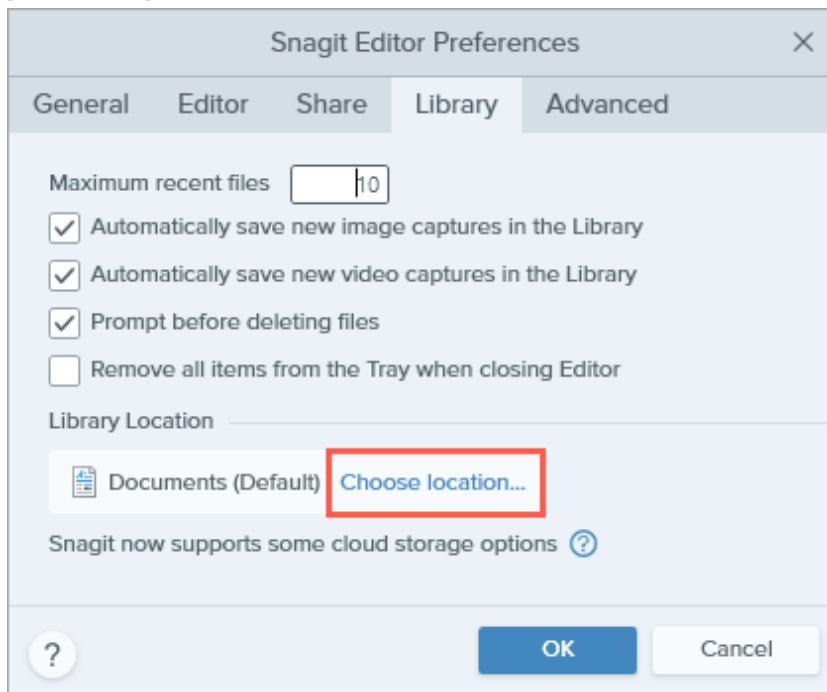 Snagit Editor Preferences
General Editor Share Library Advanced
Maximum recent files 10
Automatically save new image captures in the Library
Automatically save new video captures in the Library
Prompt before deleting files
Remove all items from the Tray when closing Editor
Library Location
Documents (Default) Choose location...
Snagit now supports some cloud storage options ?
? OK Cancel